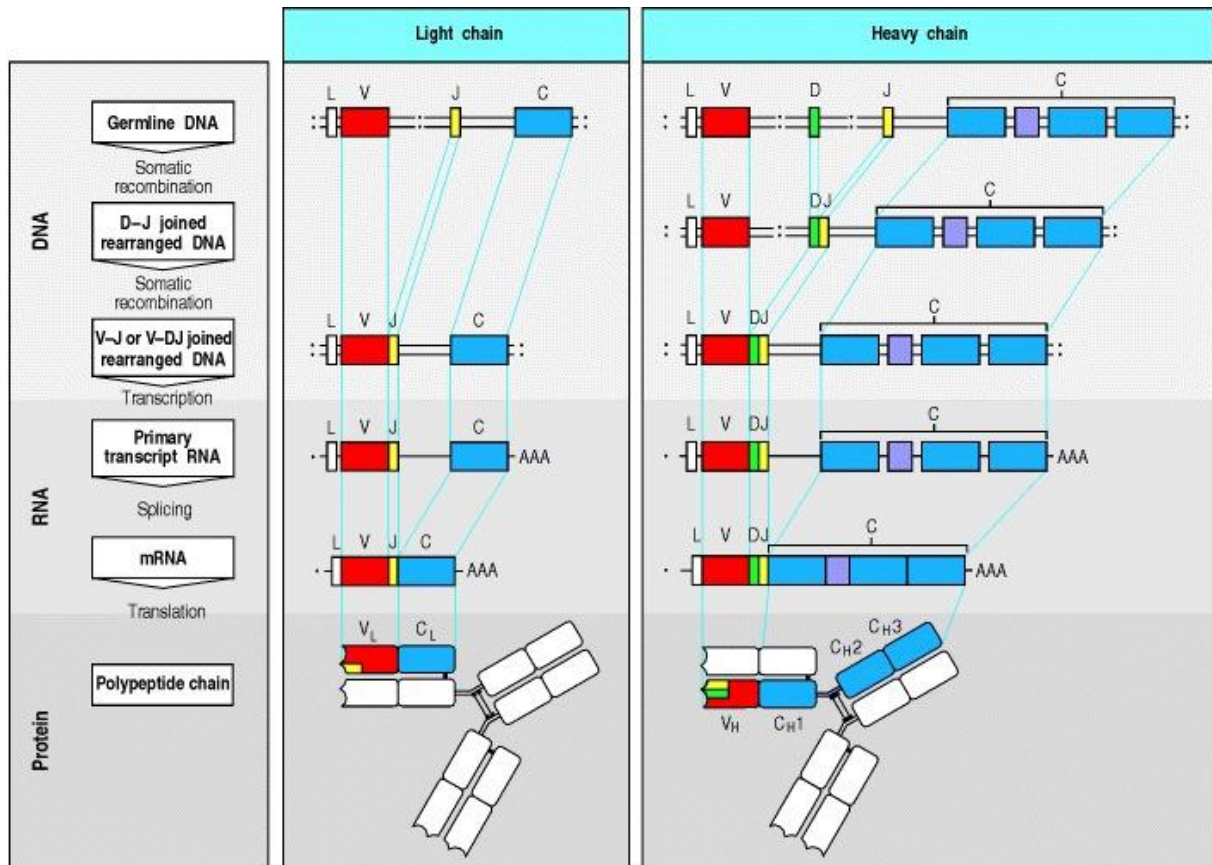 Light chain
Heavy chain
DNA
Germline DNA
Somatic
recombination
D–J joined
rearranged DNA
Somatic
recombination
V–J or V–DJ joined
rearranged DNA
Transcription
RNA
Primary
transcript RNA
Splicing
mRNA
Translation
Protein
Polypeptide chain
L V J C
L V J C
L V J C
AAA
L V J C
AAA
VL CL
L V D J C
L V DJ C
L V DJ C
L V DJ C
AAA
L V DJ C
AAA
CH2 CH3
VH CH1